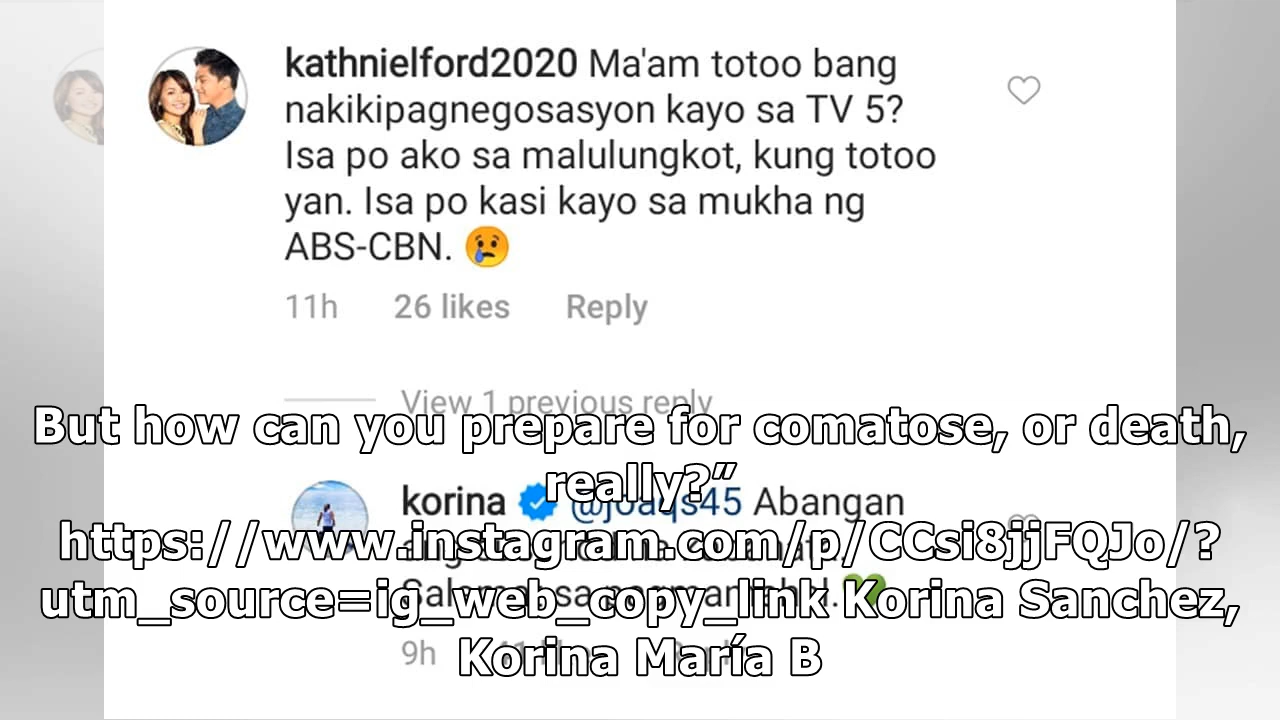 kathnielford2020 Ma'am totoo bang
nakikipagnegosasyon kayo sa TV 5?
Isa po ako sa malulungkot, kung totoo
yan. Isa po kasi kayo sa mukha ng
ABS-CBN. 😢
11h 26 likes Reply
View 1 previous reply
But how can you prepare for comatose, or death,
really?”
korina @joaqs45 Abangan
https://www.instagram.com/p/CCsi8jjFQJo/?
utm_source=ig_web_copy_link Korina Sanchez,
9h
Korina María B